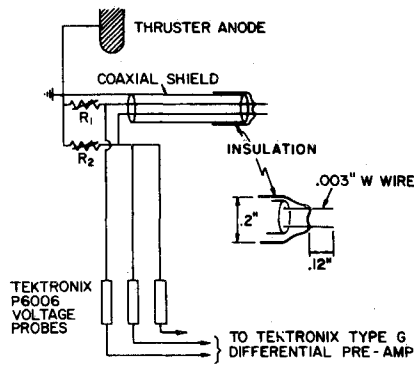 THRUSTER ANODE
COAXIAL SHIELD
R1
R2
INSULATION
.003" W WIRE
.2"
.12"
TEKTRONIX
P6006
VOLTAGE
PROBES
TO TEKTRONIX TYPE G
DIFFERENTIAL PRE-AMP